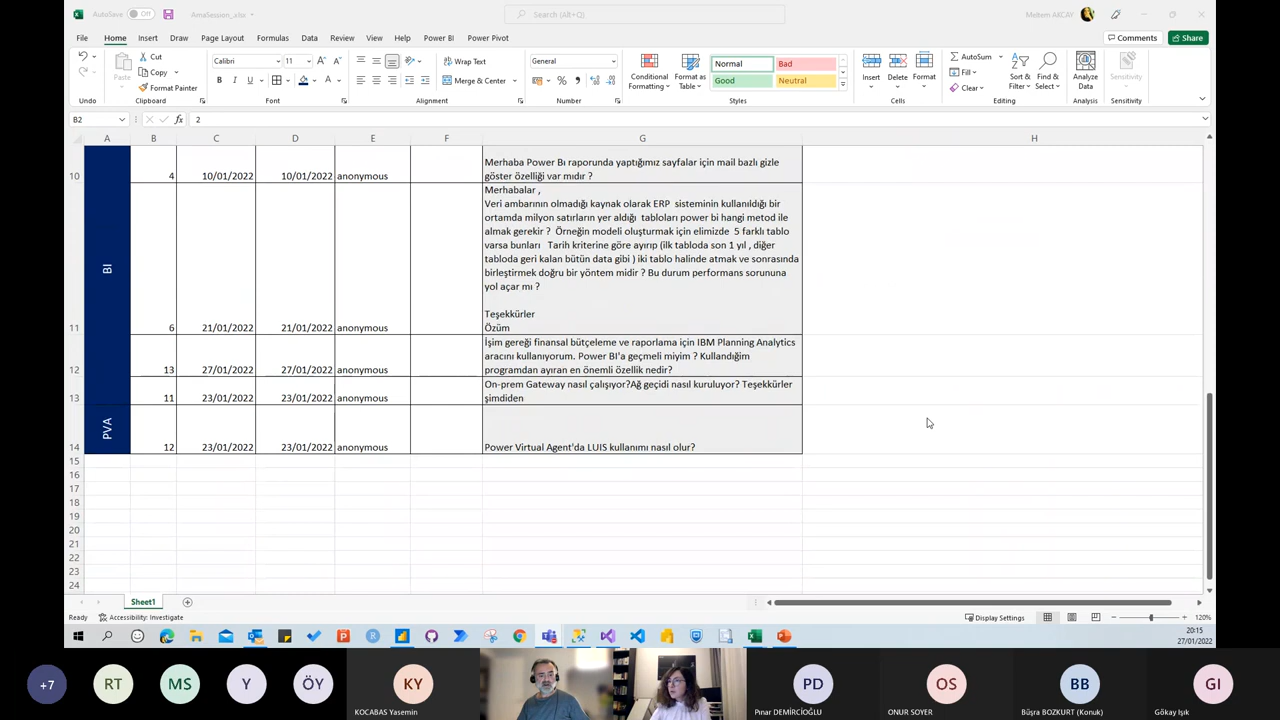 AutoSave Off AmaSession_.xlsx Search (Alt+Q) Meltem AKCAY
File Home Insert Draw Page Layout Formulas Data Review View Help Power BI Power Pivot Comments Share
Paste Cut Copy Format Painter Calibri 11 Wrap Text Merge & Center General Conditional Formatting Format as Table Normal Bad Good Neutral Insert Delete Format AutoSum Fill Clear Sort & Filter Find & Select Analyze Data Sensitivity
Undo Clipboard Font Alignment Number Styles Cells Editing Analysis Sensitivity
B2 fx 2
A B C D E F G H
BI
10 4 10/01/2022 10/01/2022 anonymous
Merhaba Power Bı raporunda yaptığımız sayfalar için mail bazlı gizle
göster özelliği var mıdır ?
11 6 21/01/2022 21/01/2022 anonymous
Merhabalar ,
Veri ambarının olmadığı kaynak olarak ERP sisteminin kullanıldığı bir
ortamda milyon satırların yer aldığı tabloları power bi hangi metod ile
almak gerekir ? Örneğin modeli oluşturmak için elimizde 5 farklı tablo
varsa bunları Tarih kriterine göre ayırıp (ilk tabloda son 1 yıl , diğer
tabloda geri kalan bütün data gibi ) iki tablo halinde atmak ve sonrasında
birleştirmek doğru bir yöntem midir ? Bu durum performans sorununa
yol açar mı ?
Teşekkürler
Özüm
12 13 27/01/2022 27/01/2022 anonymous
İşim gereği finansal bütçeleme ve raporlama için IBM Planning Analytics
aracını kullanıyorum. Power BI'a geçmeli miyim ? Kullandığim
programdan ayıran en önemli özellik nedir?
13 11 23/01/2022 23/01/2022 anonymous
On-prem Gateway nasıl çalışıyor?Ağ geçidi nasıl kuruluyor? Teşekkürler
şimdiden
PVA
14 12 23/01/2022 23/01/2022 anonymous Power Virtual Agent'da LUIS kullanımı nasıl olur?
15
16
17
18
19
20
21
22
23
24
Sheet1
Ready Accessibility: Investigate Display Settings 120%
20:15
27/01/2022
+7 RT MS Y ÖY KY PD OS BB GI
KOCABAS Yasemin Pınar DEMİRCİOĞLU ONUR SOYER Büşra BOZKURT (Konuk) Gökay Işık